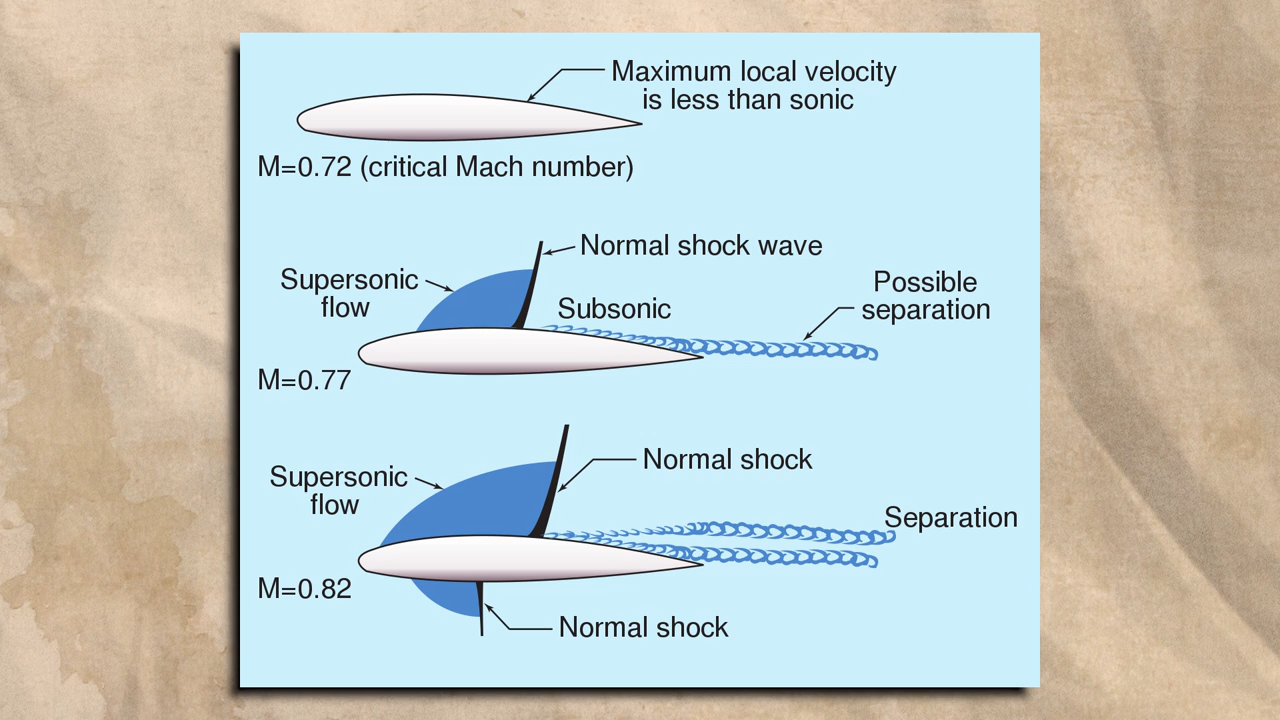 Maximum local velocity
is less than sonic
M=0.72 (critical Mach number)
Normal shock wave
Supersonic
flow
Possible
separation
Subsonic
M=0.77
Normal shock
Supersonic
flow
Separation
M=0.82
Normal shock